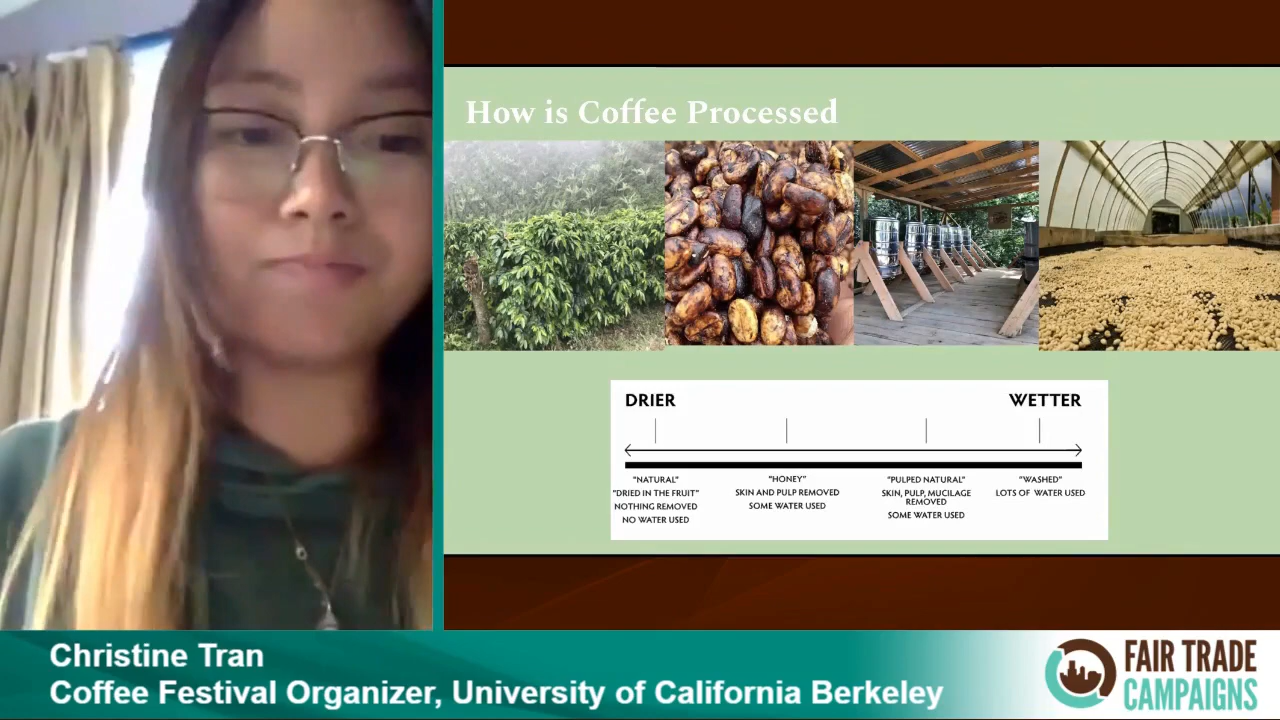 How is Coffee Processed
DRIER
WETTER
"NATURAL"
"DRIED IN THE FRUIT"
NOTHING REMOVED
NO WATER USED
"HONEY"
SKIN AND PULP REMOVED
SOME WATER USED
"PULPED NATURAL"
SKIN, PULP, MUCILAGE
REMOVED
SOME WATER USED
"WASHED"
LOTS OF WATER USED
Christine Tran
Coffee Festival Organizer, University of California Berkeley
FAIR TRADE
CAMPAIGNS